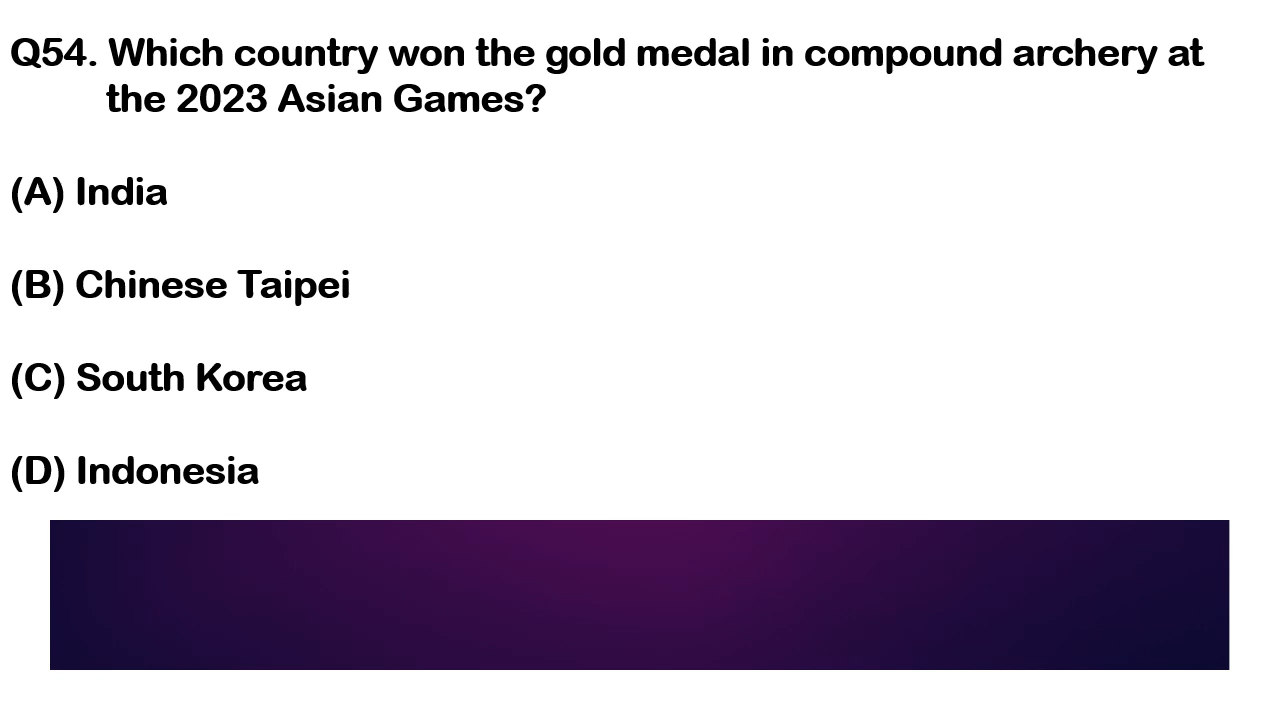 Q54. Which country won the gold medal in compound archery at
the 2023 Asian Games?
(A) India
(B) Chinese Taipei
(C) South Korea
(D) Indonesia